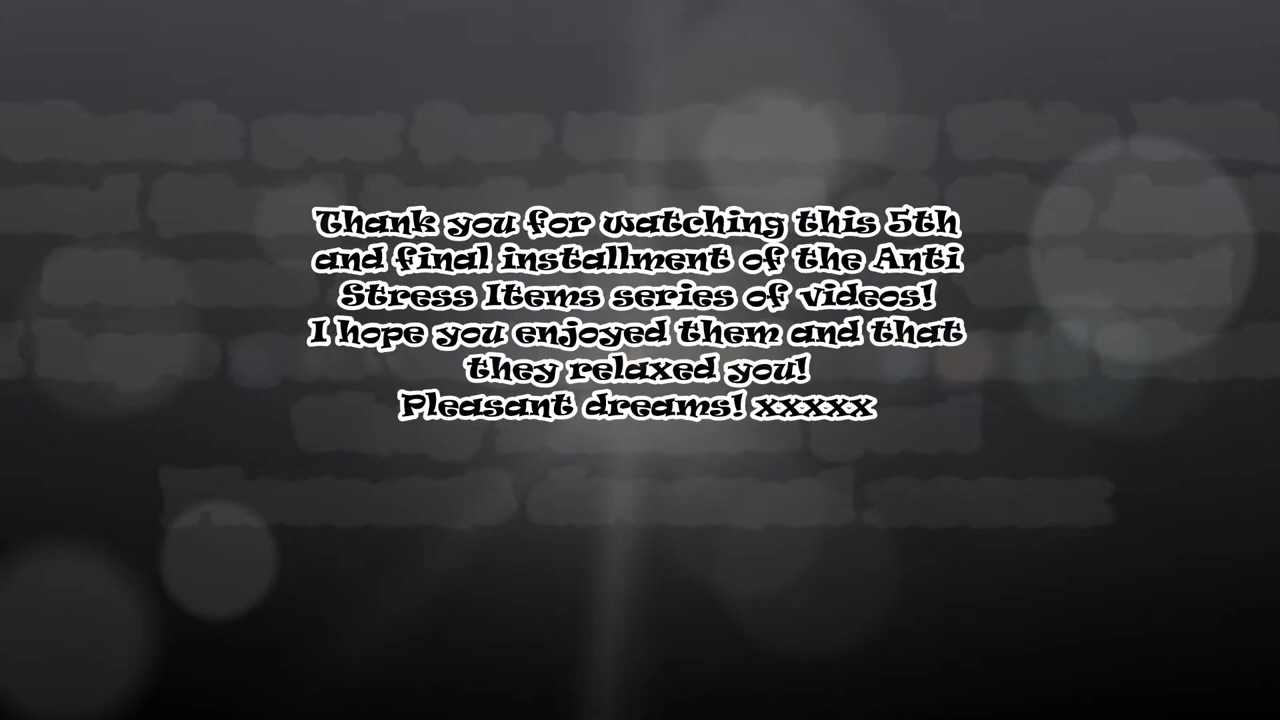 Thank you for watching this 5th
and final installment of the Anti
Stress Items series of videos!
I hope you enjoyed them and that
they relaxed you!
Pleasant dreams! xxxxx